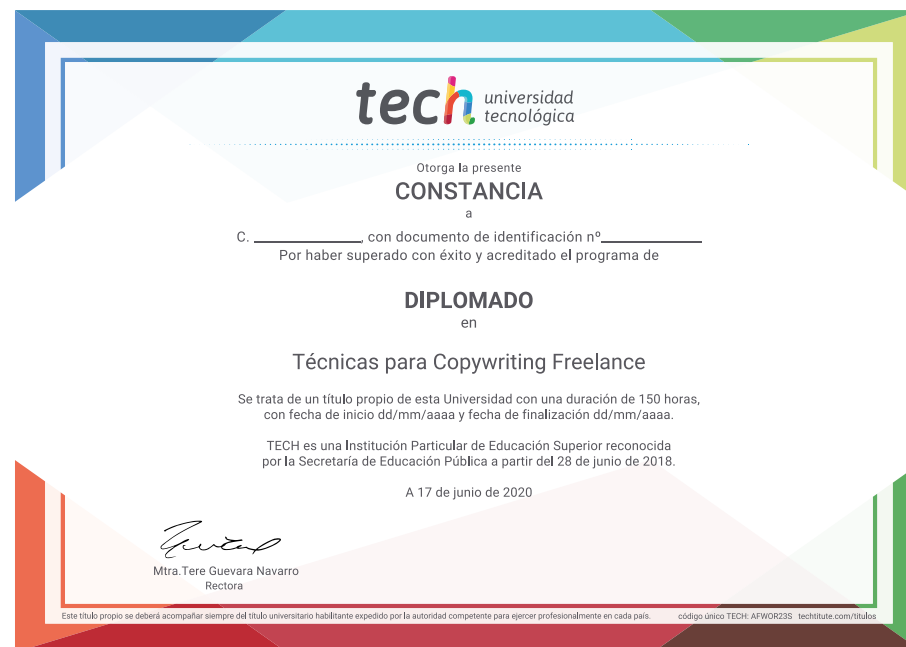 tech universidad
tecnológica
Otorga la presente
CONSTANCIA
a
C. ____________, con documento de identificación nº____________
Por haber superado con éxito y acreditado el programa de
DIPLOMADO
en
Técnicas para Copywriting Freelance
Se trata de un título propio de esta Universidad con una duración de 150 horas,
con fecha de inicio dd/mm/aaaa y fecha de finalización dd/mm/aaaa.
TECH es una Institución Particular de Educación Superior reconocida
por la Secretaría de Educación Pública a partir del 28 de junio de 2018.
A 17 de junio de 2020
Mtra.Tere Guevara Navarro
Rectora
Este título propio se deberá acompañar siempre del título universitario habilitante expedido por la autoridad competente para ejercer profesionalmente en cada país. código único TECH: AFWOR23S techtitute.com/titulos